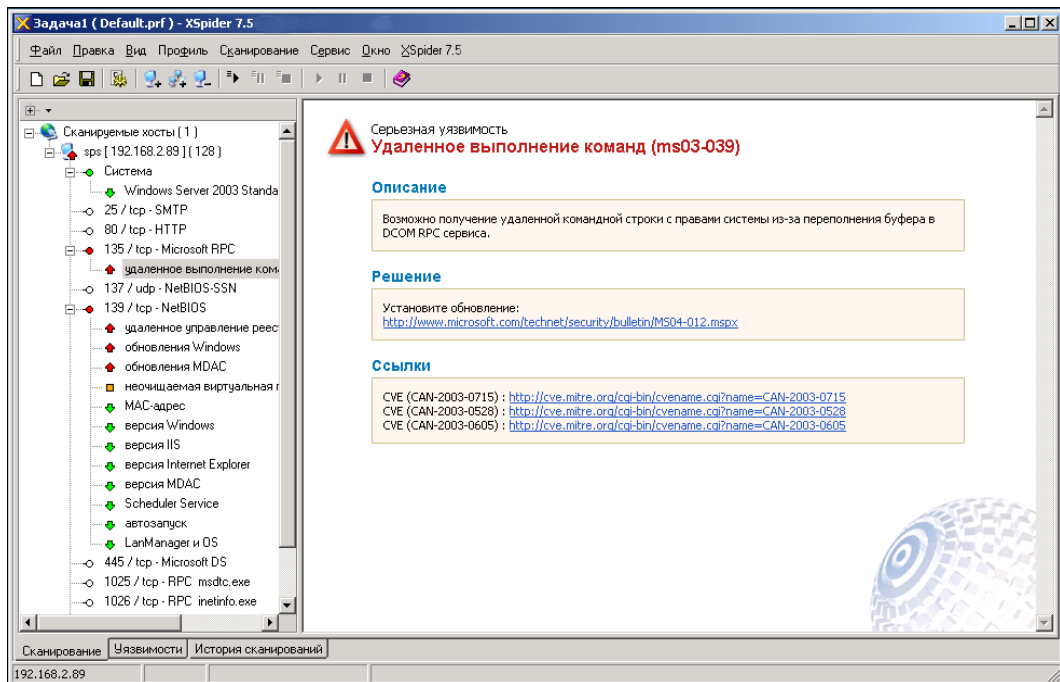 Задача1 ( Default.prf ) - XSpider 7.5
Файл Правка Вид Профиль Сканирование Сервис Окно XSpider 7.5
Сканируемые хосты ( 1 )
sps [ 192.168.2.89 ] ( 128 )
Система
Windows Server 2003 Standa
25 / tcp - SMTP
80 / tcp - HTTP
135 / tcp - Microsoft RPC
удаленное выполнение ком
137 / udp - NetBIOS-SSN
139 / tcp - NetBIOS
удаленное управление реес
обновления Windows
обновления MDAC
неочищаемая виртуальная
MAC-адрес
версия Windows
версия IIS
версия Internet Explorer
версия MDAC
Scheduler Service
автозапуск
LanManager и OS
445 / tcp - Microsoft DS
1025 / tcp - RPC msdtc.exe
1026 / tcp - RPC inetinfo.exe
Серьезная уязвимость
Удаленное выполнение команд (ms03-039)
Описание
Возможно получение удаленной командной строки с правами системы из-за переполнения буфера в
DCOM RPC сервиса.
Решение
Установите обновление:
http://www.microsoft.com/technet/security/bulletin/MS04-012.mspx
Ссылки
CVE (CAN-2003-0715) : http://cve.mitre.org/cgi-bin/cvename.cgi?name=CAN-2003-0715
CVE (CAN-2003-0528) : http://cve.mitre.org/cgi-bin/cvename.cgi?name=CAN-2003-0528
CVE (CAN-2003-0605) : http://cve.mitre.org/cgi-bin/cvename.cgi?name=CAN-2003-0605
Сканирование Уязвимости История сканирований
192.168.2.89